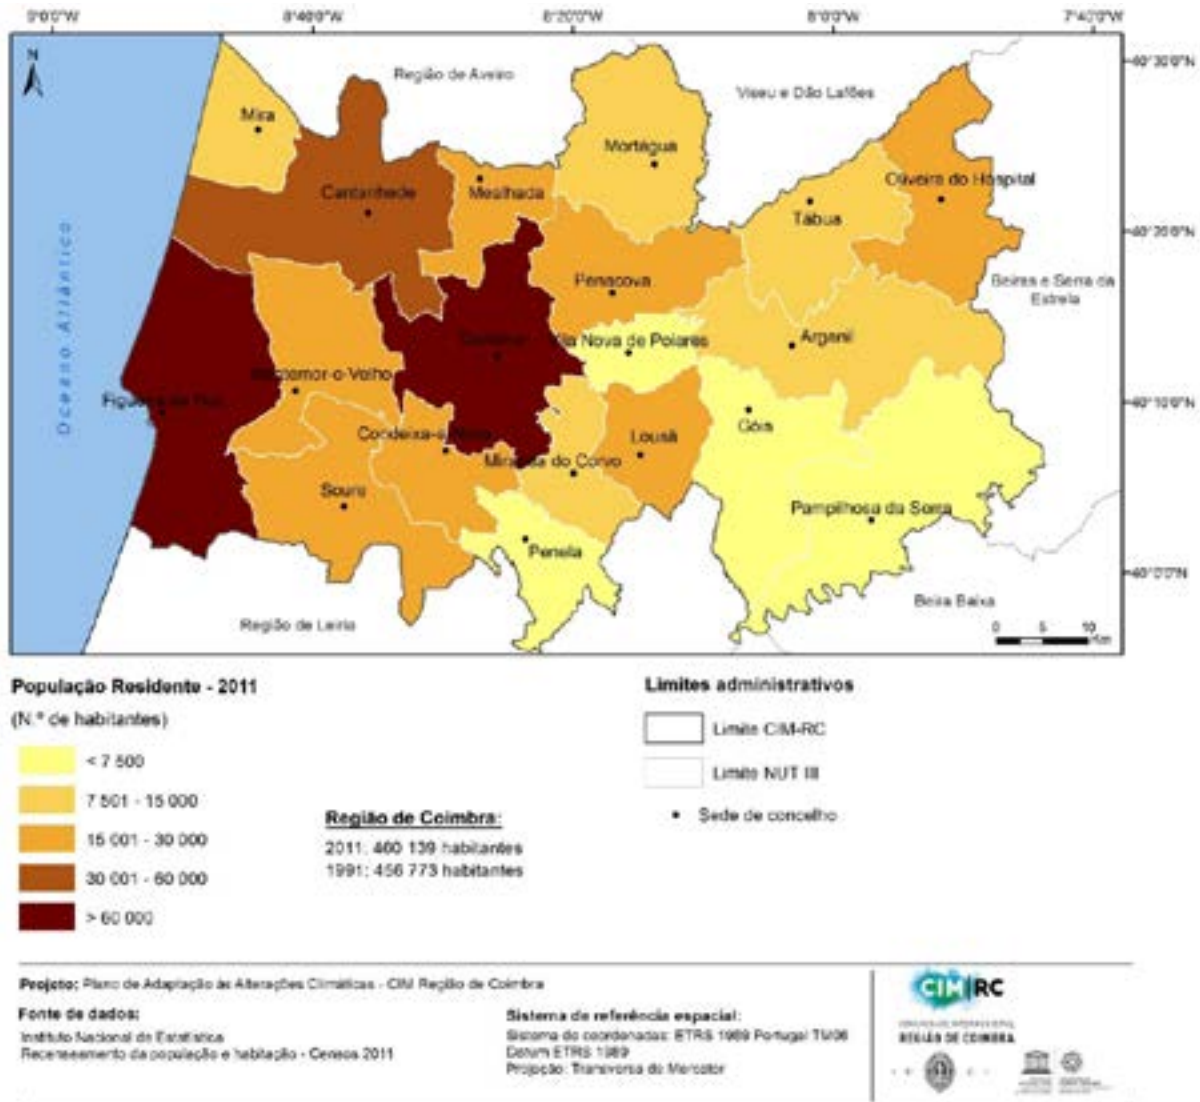 9°0'0"W 8°40'0"W 8°20'0"W 8°0'0"W 7°40'0"W
N
Região de Aveiro
Viseu e Dão Lafões
40°30'0"N
Mira
Mortágua
Cantanhede
Mealhada
Oliveira do Hospital
Tábua
40°20'0"N
Oceano Atlântico
Penacova
Beiras e Serra da
Estrela
Coimbra
Vila Nova de Poiares
Arganil
Montemor-o-Velho
Figueira da Foz
40°10'0"N
Góis
Condeixa-a-Nova
Lousã
Miranda do Corvo
Soure
Pampilhosa da Serra
Penela
40°0'0"N
Beira Baixa
Região de Leiria
0 5 10
Km
População Residente - 2011
(N.º de habitantes)
< 7 500
7 501 - 15 000
15 001 - 30 000
30 001 - 60 000
> 60 000
Região de Coimbra:
2011: 460 139 habitantes
1991: 456 773 habitantes
Limites administrativos
Limite CIM-RC
Limite NUT III
Sede de concelho
Projeto: Plano de Adaptação às Alterações Climáticas - CIM Região de Coimbra
Fonte de dados:
Instituto Nacional de Estatística
Recenseamento da população e habitação - Censos 2011
Sistema de referência espacial:
Sistema de coordenadas: ETRS 1989 Portugal TM06
Datum ETRS 1989
Projeção: Transversa de Mercator
CIM|RC
REGIÃO DE COIMBRA